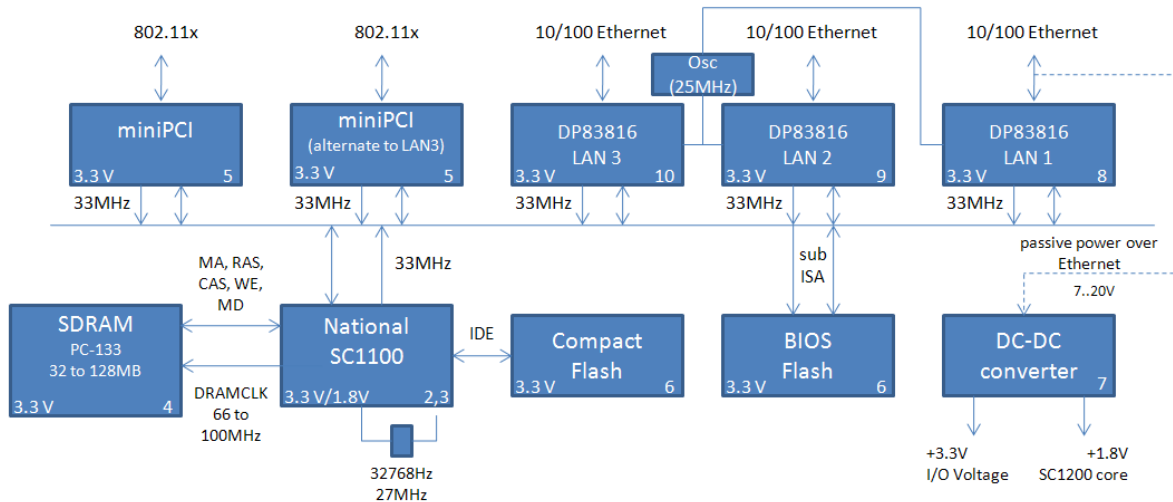 802.11x
802.11x
10/100 Ethernet
10/100 Ethernet
10/100 Ethernet
Osc
(25MHz)
miniPCI
3.3 V
5
miniPCI
(alternate to LAN3)
3.3 V
5
DP83816
LAN 3
3.3 V
10
DP83816
LAN 2
3.3 V
9
DP83816
LAN 1
3.3 V
8
33MHz
33MHz
33MHz
33MHz
33MHz
33MHz
MA, RAS,
CAS, WE,
MD
sub
ISA
passive power over
Ethernet
7..20V
SDRAM
PC-133
32 to 128MB
3.3 V
4
National
SC1100
3.3 V/1.8V
2,3
IDE
Compact
Flash
3.3 V
6
BIOS
Flash
3.3 V
6
DC-DC
converter
7
DRAMCLK
66 to
100MHz
32768Hz
27MHz
+3.3V
I/O Voltage
+1.8V
SC1200 core